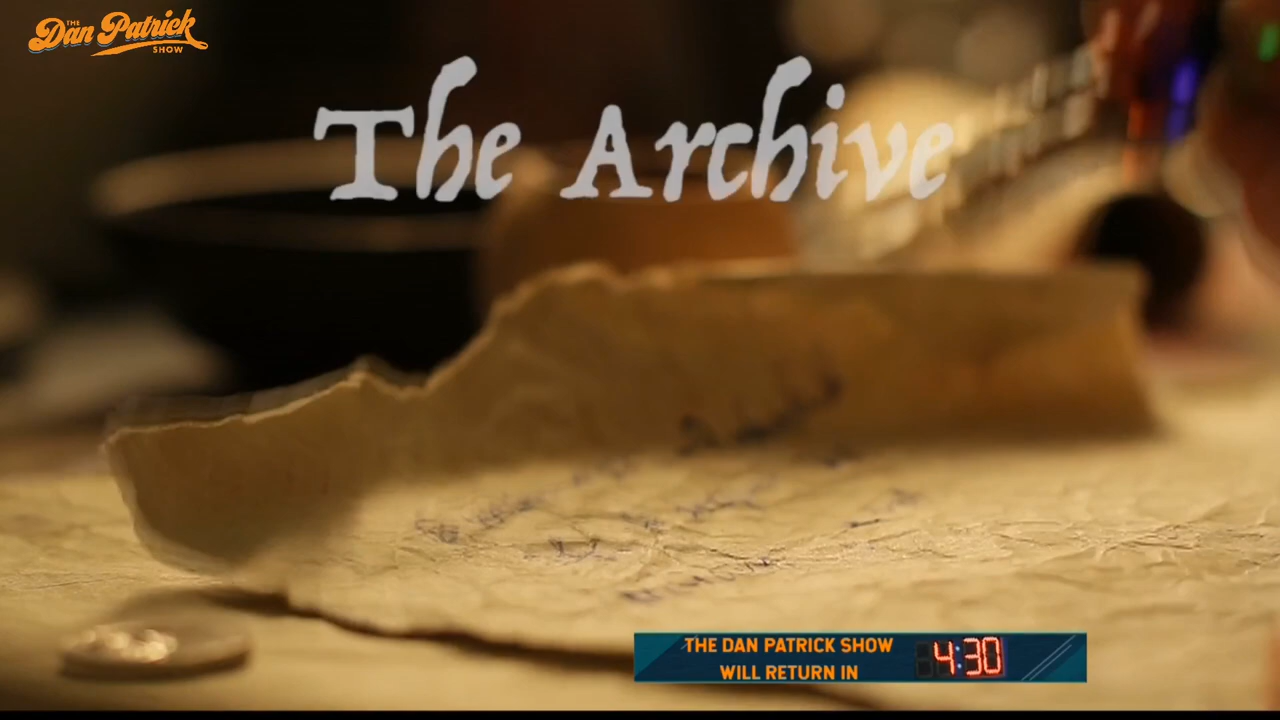 THE
Dan Patrick
SHOW
The Archive
THE DAN PATRICK SHOW
WILL RETURN IN
4:30